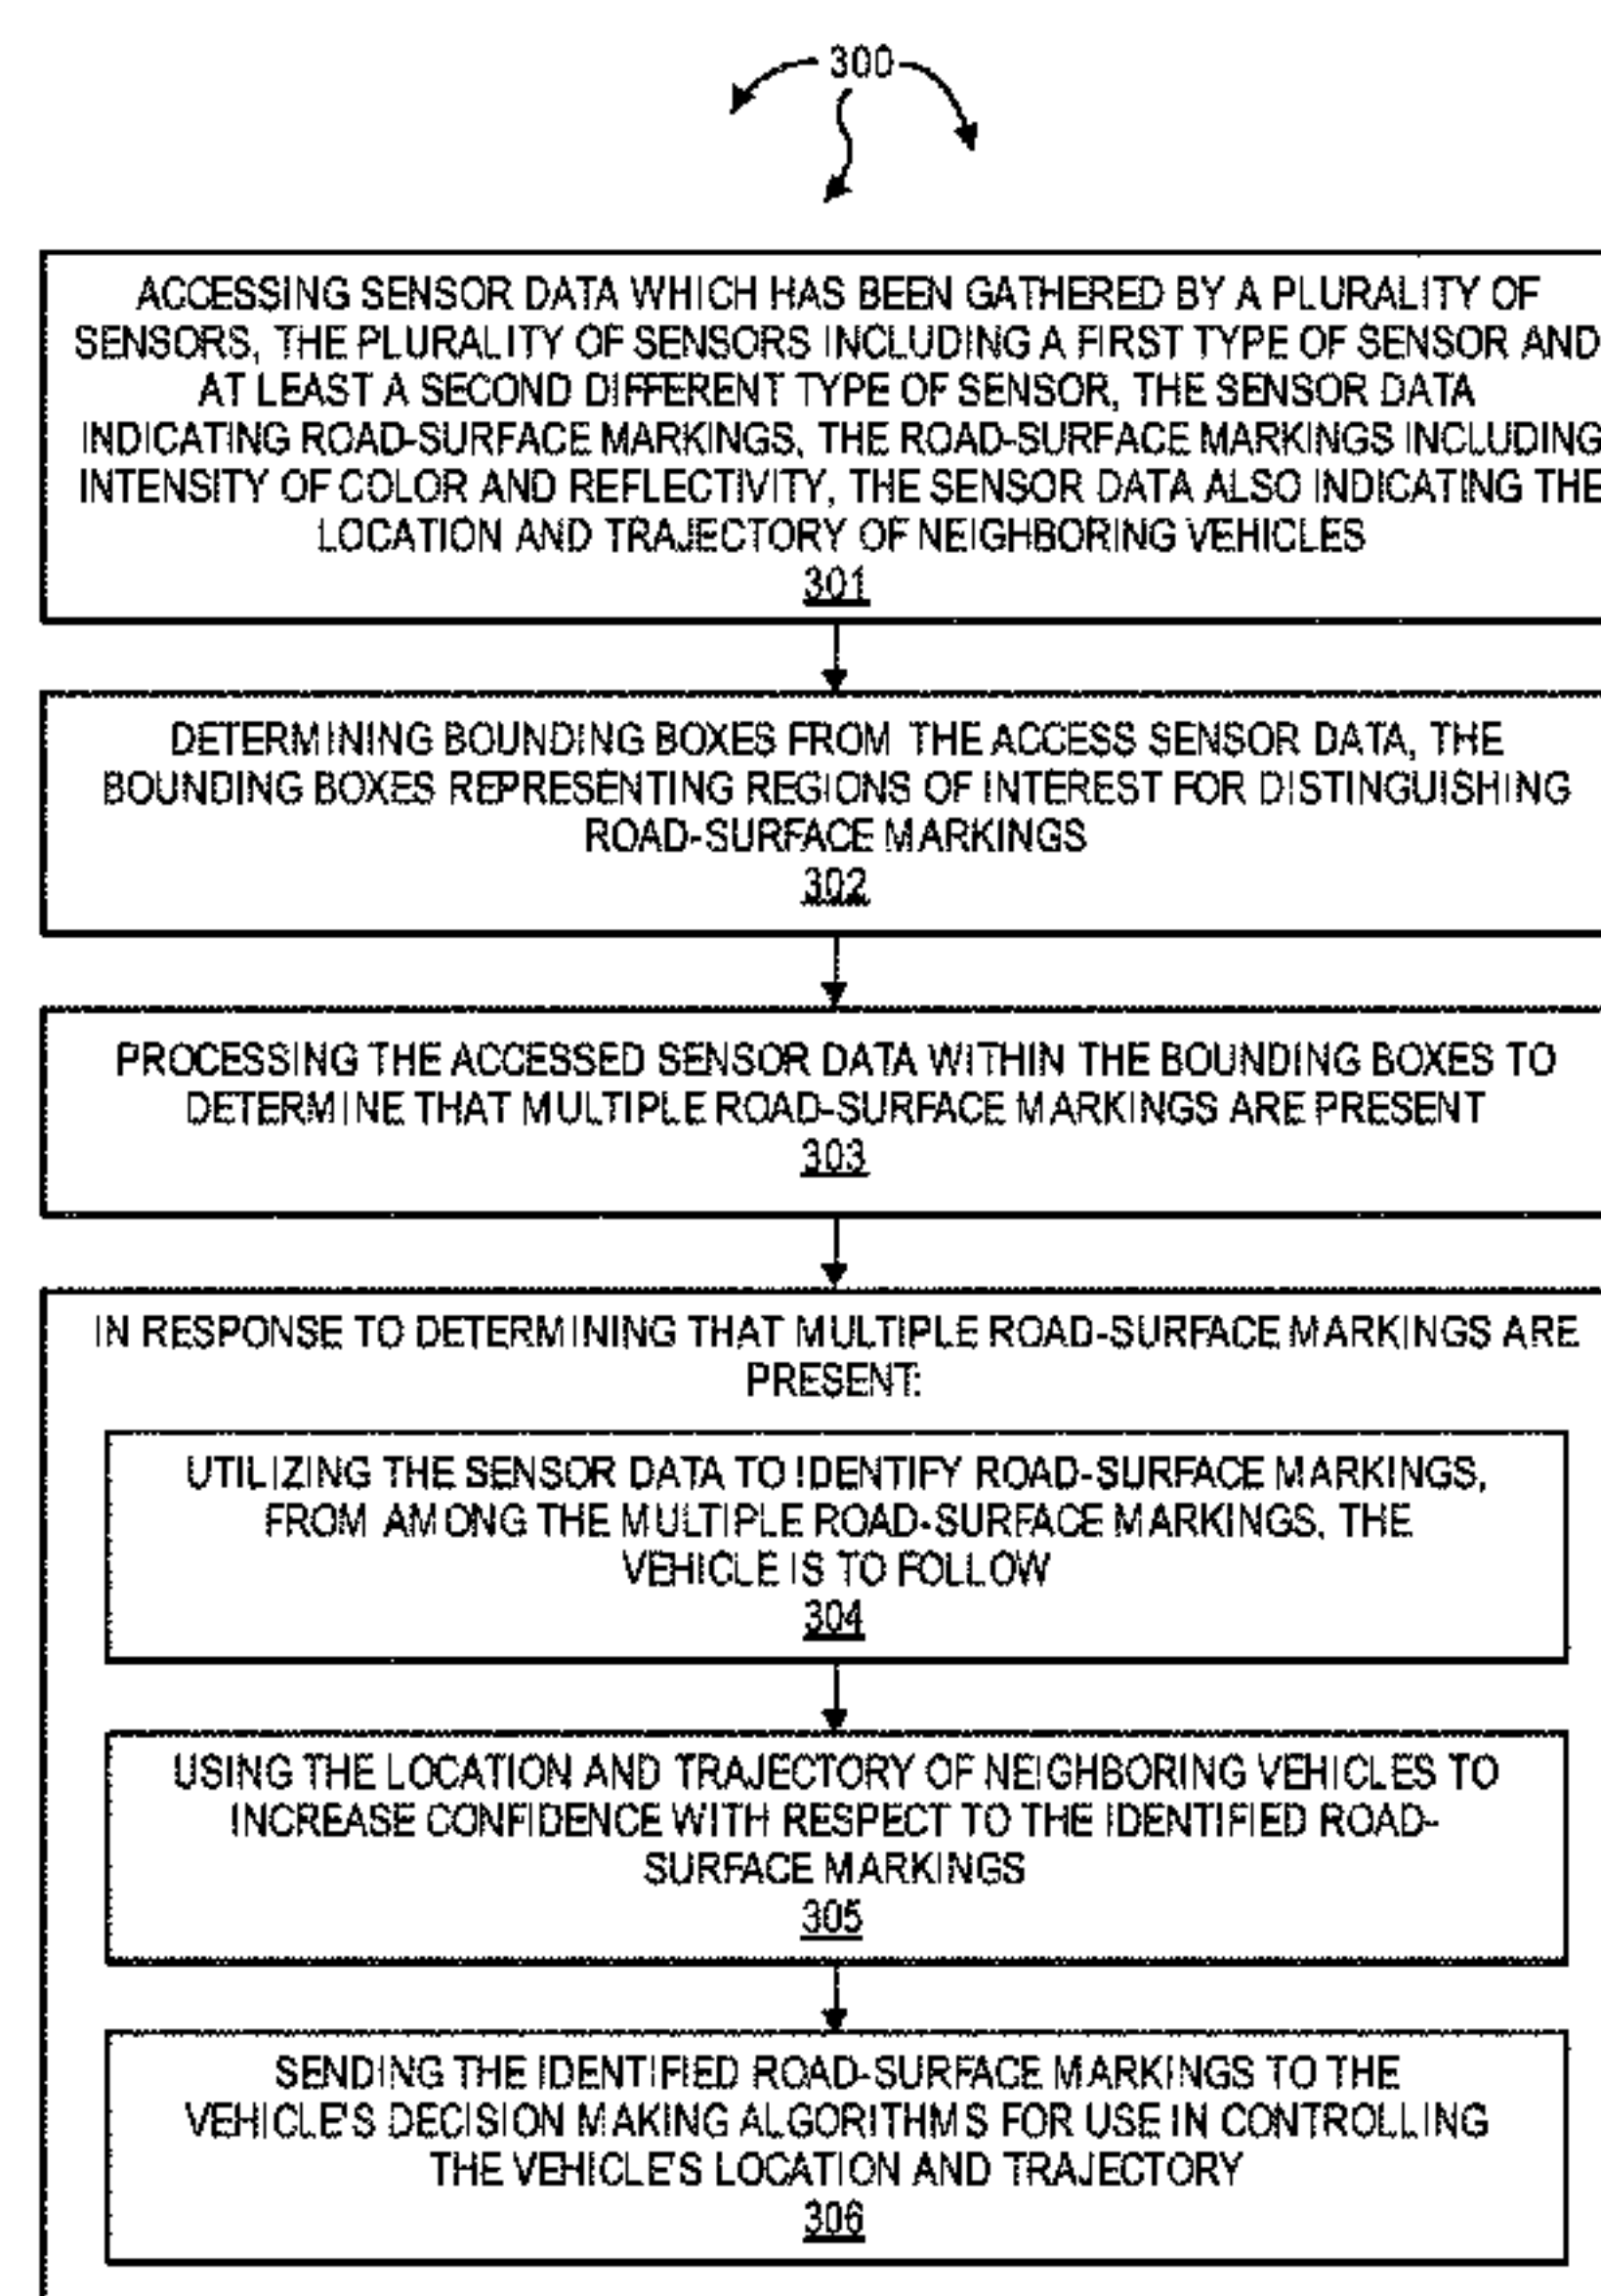 300
ACCESSING SENSOR DATA WHICH HAS BEEN GATHERED BY A PLURALITY OF
SENSORS, THE PLURALITY OF SENSORS INCLUDING A FIRST TYPE OF SENSOR AND
AT LEAST A SECOND DIFFERENT TYPE OF SENSOR, THE SENSOR DATA
INDICATING ROAD-SURFACE MARKINGS, THE ROAD-SURFACE MARKINGS INCLUDING
INTENSITY OF COLOR AND REFLECTIVITY, THE SENSOR DATA ALSO INDICATING THE
LOCATION AND TRAJECTORY OF NEIGHBORING VEHICLES
301
DETERMINING BOUNDING BOXES FROM THE ACCESS SENSOR DATA, THE
BOUNDING BOXES REPRESENTING REGIONS OF INTEREST FOR DISTINGUISHING
ROAD-SURFACE MARKINGS
302
PROCESSING THE ACCESSED SENSOR DATA WITHIN THE BOUNDING BOXES TO
DETERMINE THAT MULTIPLE ROAD-SURFACE MARKINGS ARE PRESENT
303
IN RESPONSE TO DETERMINING THAT MULTIPLE ROAD-SURFACE MARKINGS ARE
PRESENT:
UTILIZING THE SENSOR DATA TO IDENTIFY ROAD-SURFACE MARKINGS,
FROM AMONG THE MULTIPLE ROAD-SURFACE MARKINGS, THE
VEHICLE IS TO FOLLOW
304
USING THE LOCATION AND TRAJECTORY OF NEIGHBORING VEHICLES TO
INCREASE CONFIDENCE WITH RESPECT TO THE IDENTIFIED ROAD-
SURFACE MARKINGS
305
SENDING THE IDENTIFIED ROAD-SURFACE MARKINGS TO THE
VEHICLE'S DECISION MAKING ALGORITHMS FOR USE IN CONTROLLING
THE VEHICLE'S LOCATION AND TRAJECTORY
306